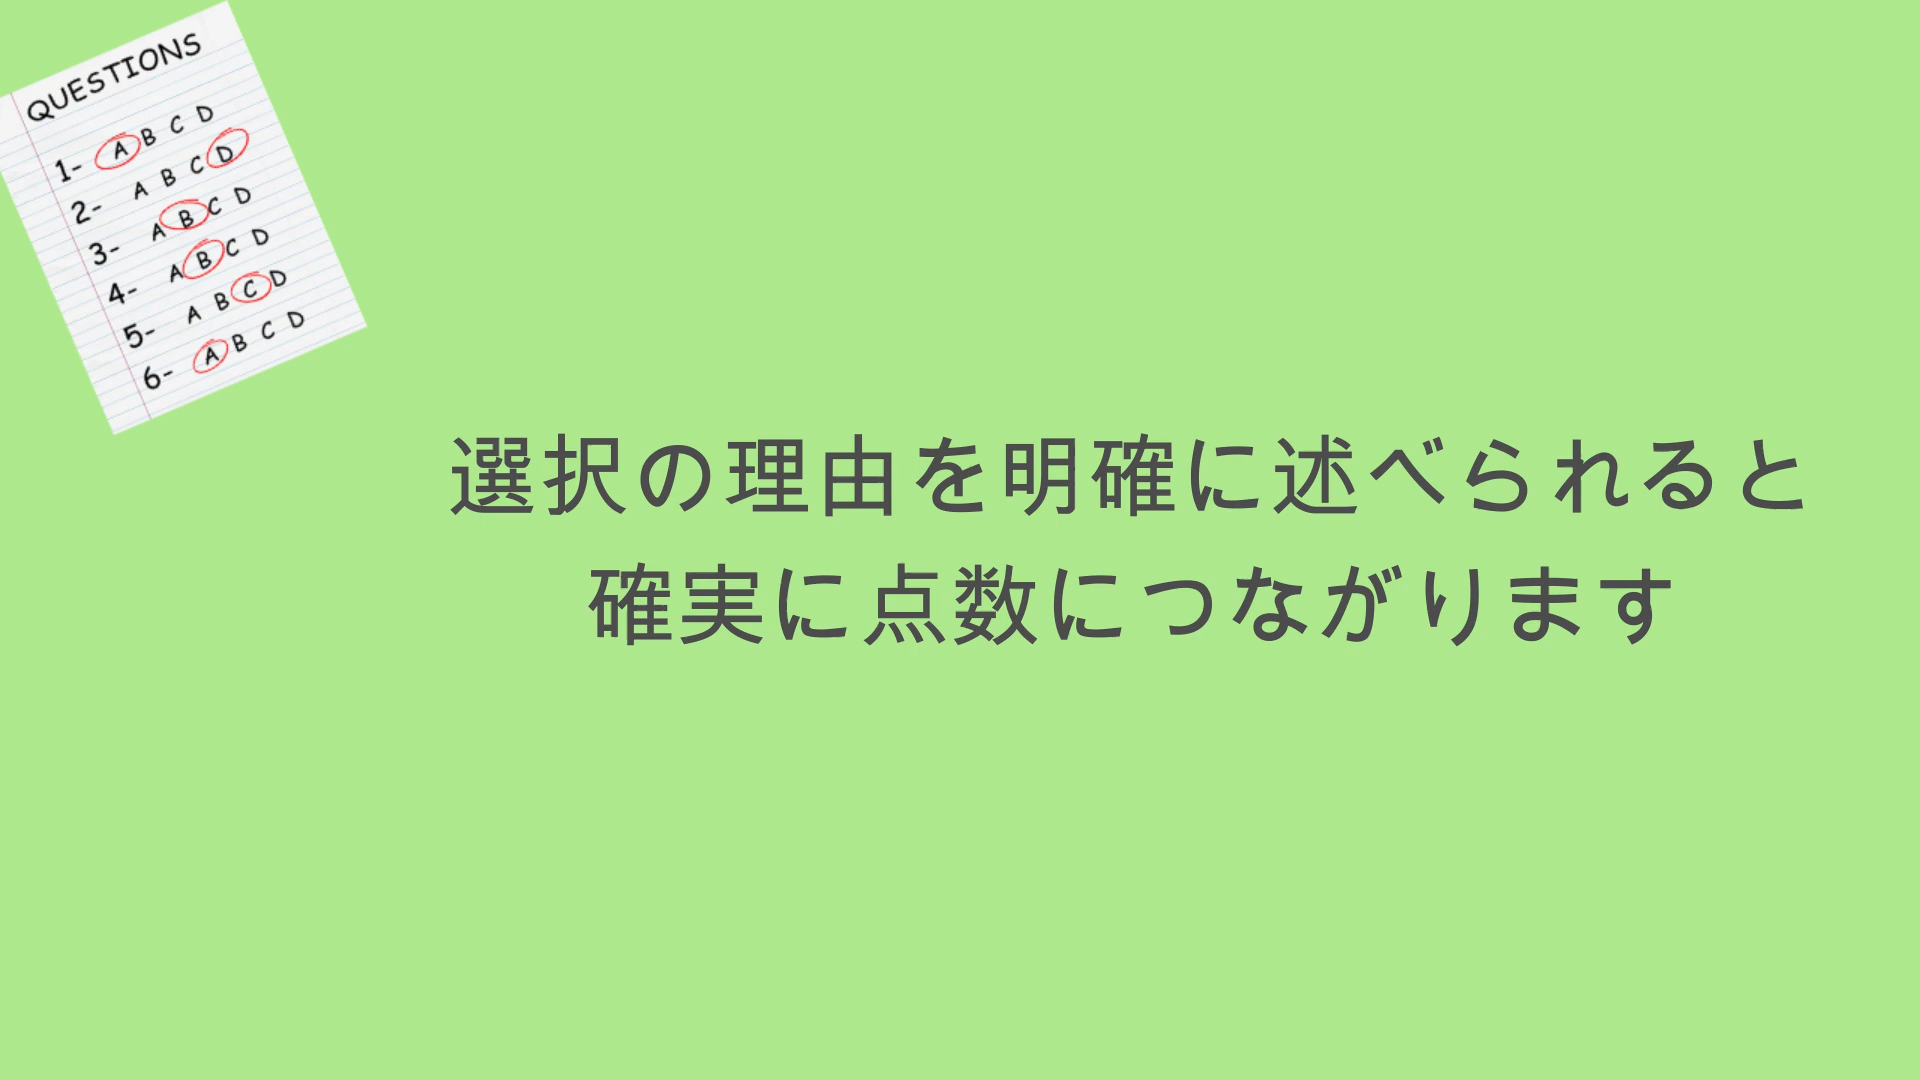 QUESTIONS
1- A B C D
2- A B C D
3- A B C D
4- A B C D
5- A B C D
6- A B C D
選択の理由を明確に述べられると
確実に点数につながります